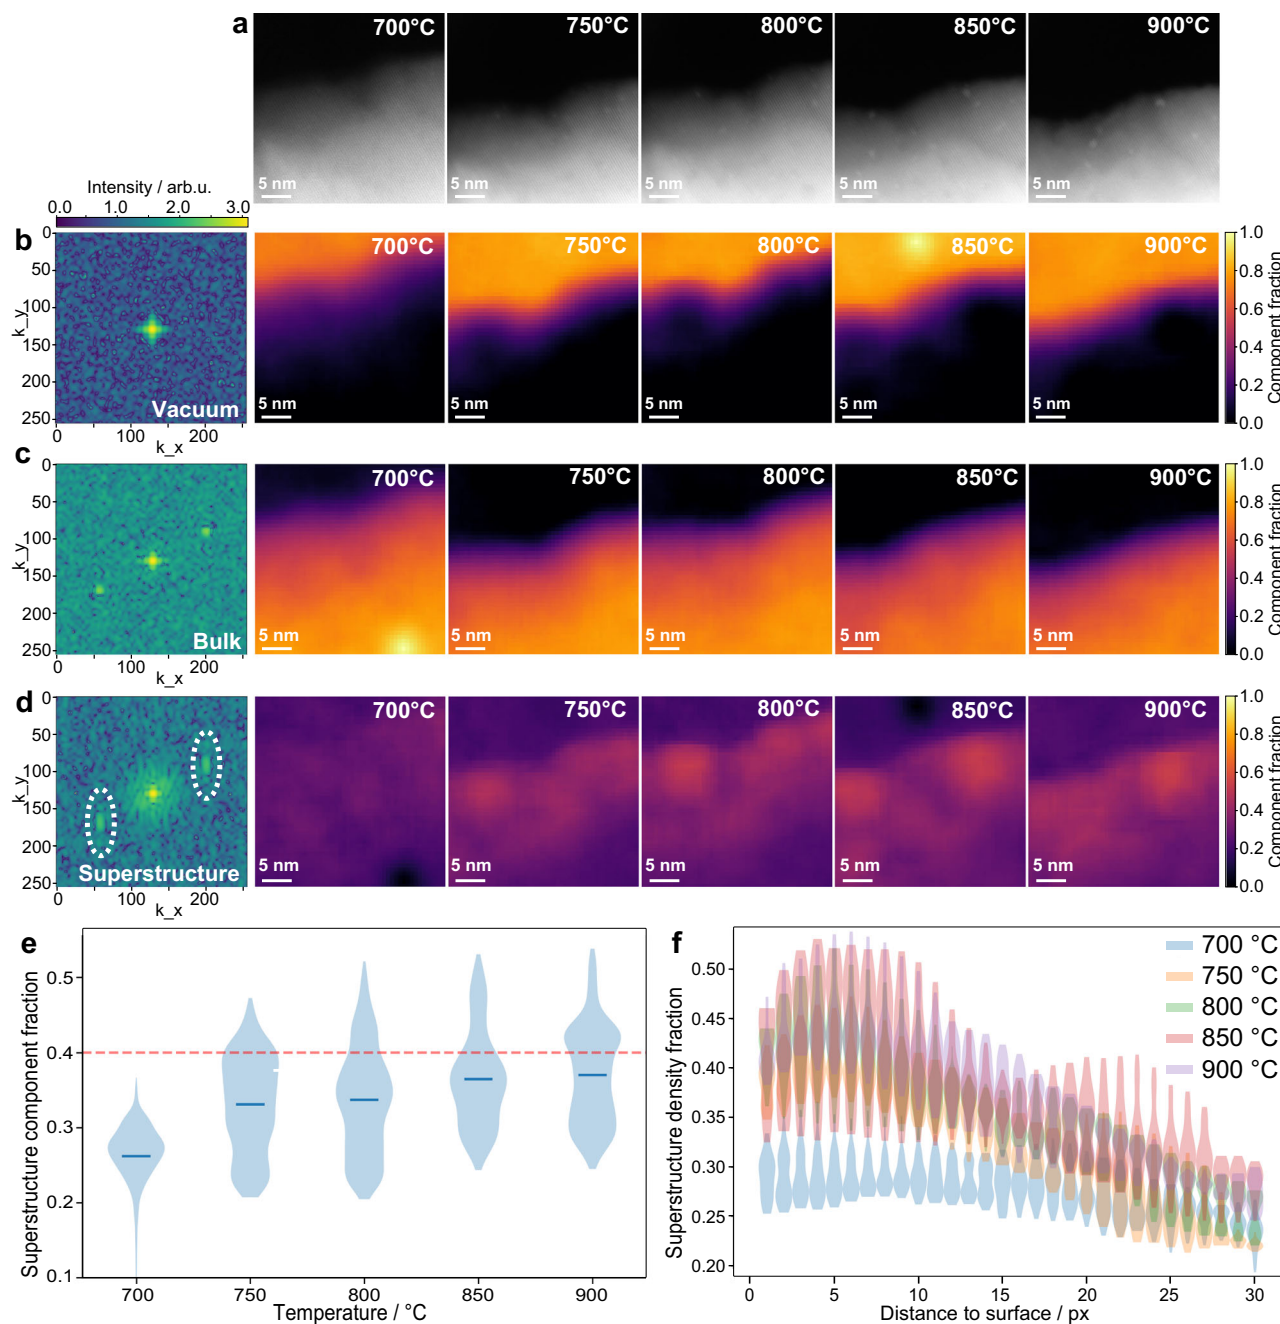 a
700°C 750°C 800°C 850°C 900°C
5 nm 5 nm 5 nm 5 nm 5 nm
Intensity / arb.u.
0.0 1.0 2.0 3.0
b
700°C 750°C 800°C 850°C 900°C
0 50 100 150 200 250
k_y
0 100 200
k_x
Vacuum
5 nm 5 nm 5 nm 5 nm 5 nm
1.0 0.8 0.6 0.4 0.2 0.0
Component fraction
c
700°C 750°C 800°C 850°C 900°C
0 50 100 150 200 250
k_y
0 100 200
k_x
Bulk
5 nm 5 nm 5 nm 5 nm 5 nm
1.0 0.8 0.6 0.4 0.2 0.0
Component fraction
d
700°C 750°C 800°C 850°C 900°C
0 50 100 150 200 250
k_y
0 100 200
k_x
Superstructure
5 nm 5 nm 5 nm 5 nm 5 nm
1.0 0.8 0.6 0.4 0.2 0.0
Component fraction
e
Superstructure component fraction
0.5 0.4 0.3 0.2 0.1
700 750 800 850 900
Temperature / °C
f
Superstructure density fraction
0.50 0.45 0.40 0.35 0.30 0.25 0.20
0 5 10 15 20 25 30
Distance to surface / px
700 °C
750 °C
800 °C
850 °C
900 °C